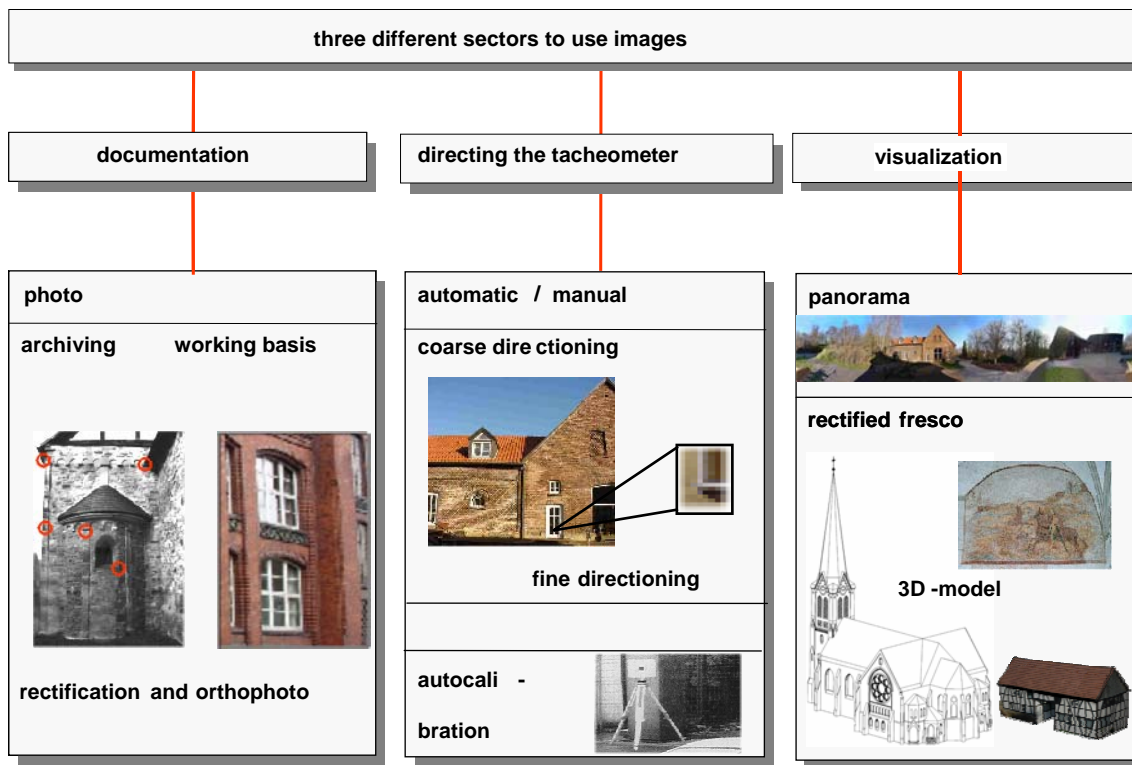 three different sectors to use images
documentation
directing the tacheometer
visualization
photo
archiving working basis
rectification and orthophoto
automatic / manual
coarse dire ctioning
fine directioning
autocali -
bration
panorama
rectified fresco
3D -model